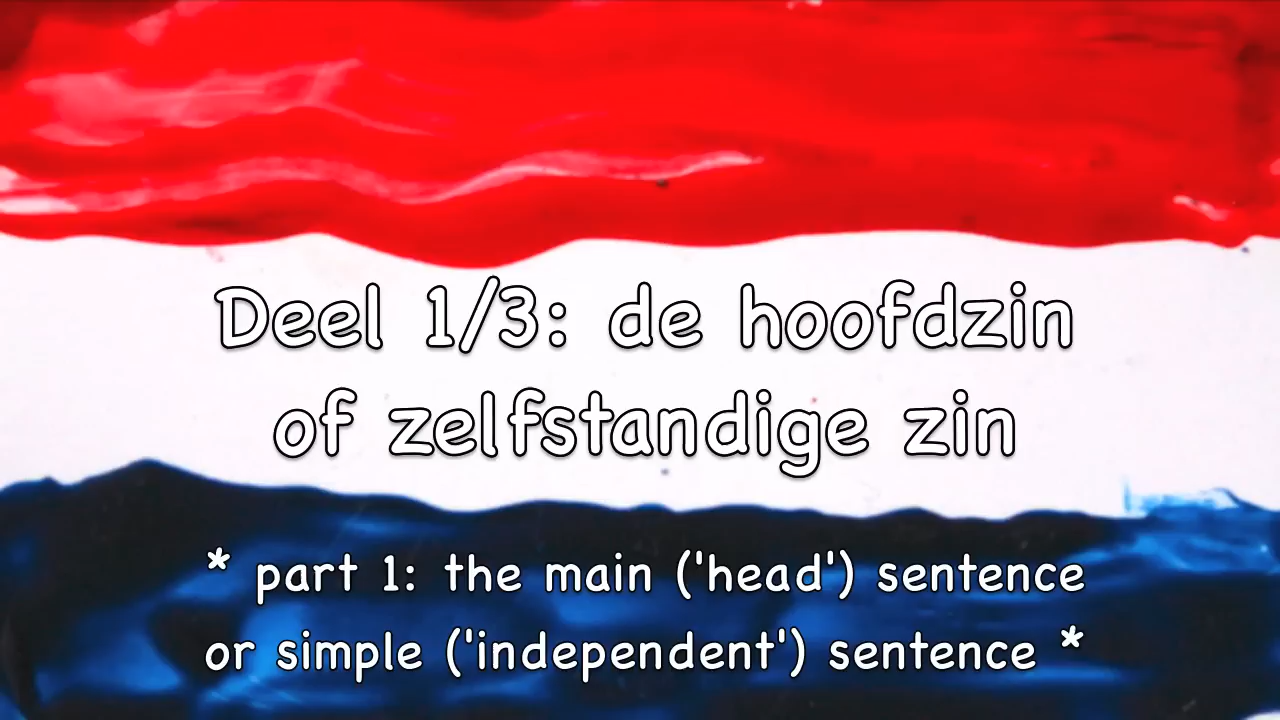 Deel 1/3: de hoofdzin
of zelfstandige zin
* part 1: the main ('head') sentence
or simple ('independent') sentence *